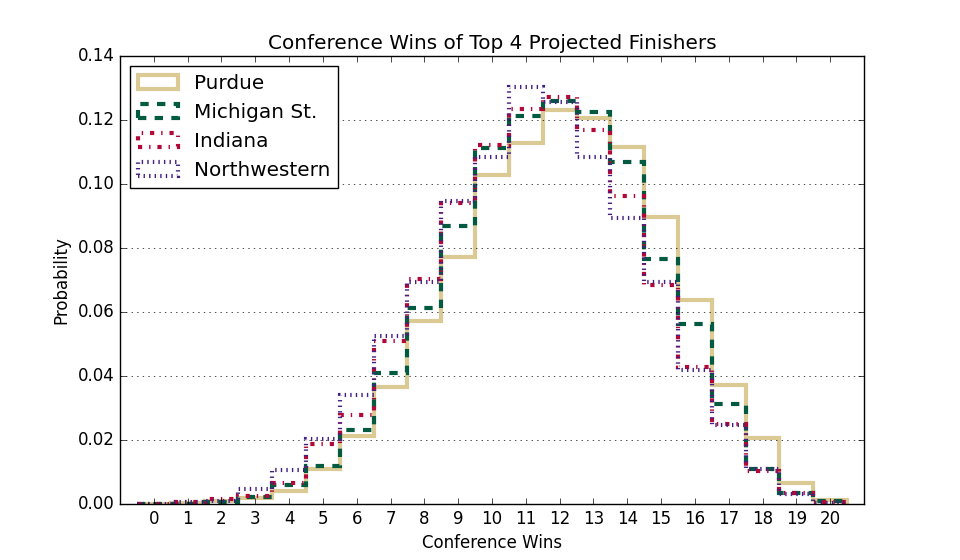 Conference Wins of Top 4 Projected Finishers
0.14
0.12
0.10
0.08
0.06
0.04
0.02
0.00
Probability
Purdue
Michigan St.
Indiana
Northwestern
0 1 2 3 4 5 6 7 8 9 10 11 12 13 14 15 16 17 18 19 20
Conference Wins